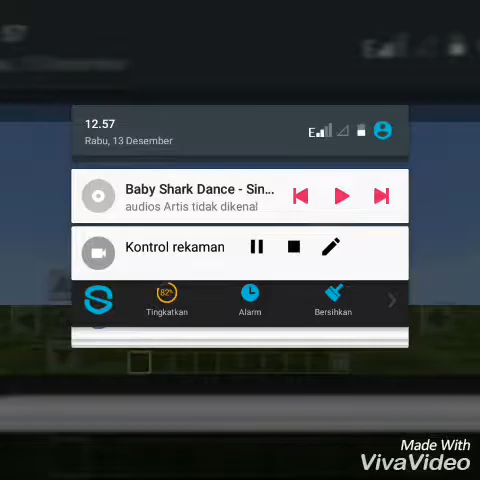 12.57
Rabu, 13 Desember
E
Baby Shark Dance - Sin...
audios Artis tidak dikenal
Kontrol rekaman
82%
Tingkatkan
Alarm
Bersihkan
Made With
VivaVideo